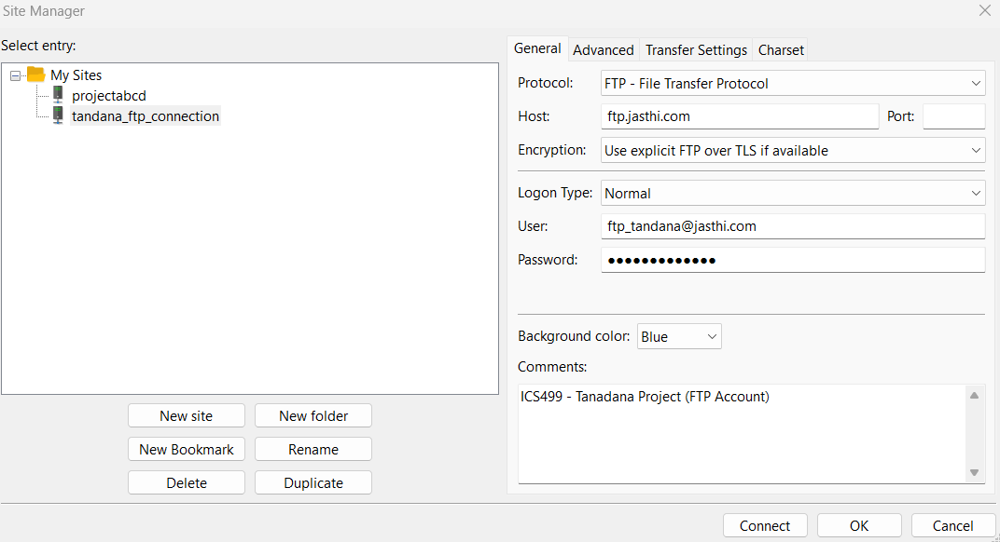 Site Manager
Select entry:
My Sites
projectabcd
tandana_ftp_connection
New site
New folder
New Bookmark
Rename
Delete
Duplicate
General
Advanced
Transfer Settings
Charset
Protocol: FTP - File Transfer Protocol
Host: ftp.jasthi.com Port:
Encryption: Use explicit FTP over TLS if available
Logon Type: Normal
User: ftp_tandana@jasthi.com
Password: ●●●●●●●●●●●●●
Background color: Blue
Comments:
ICS499 - Tanadana Project (FTP Account)
Connect
OK
Cancel